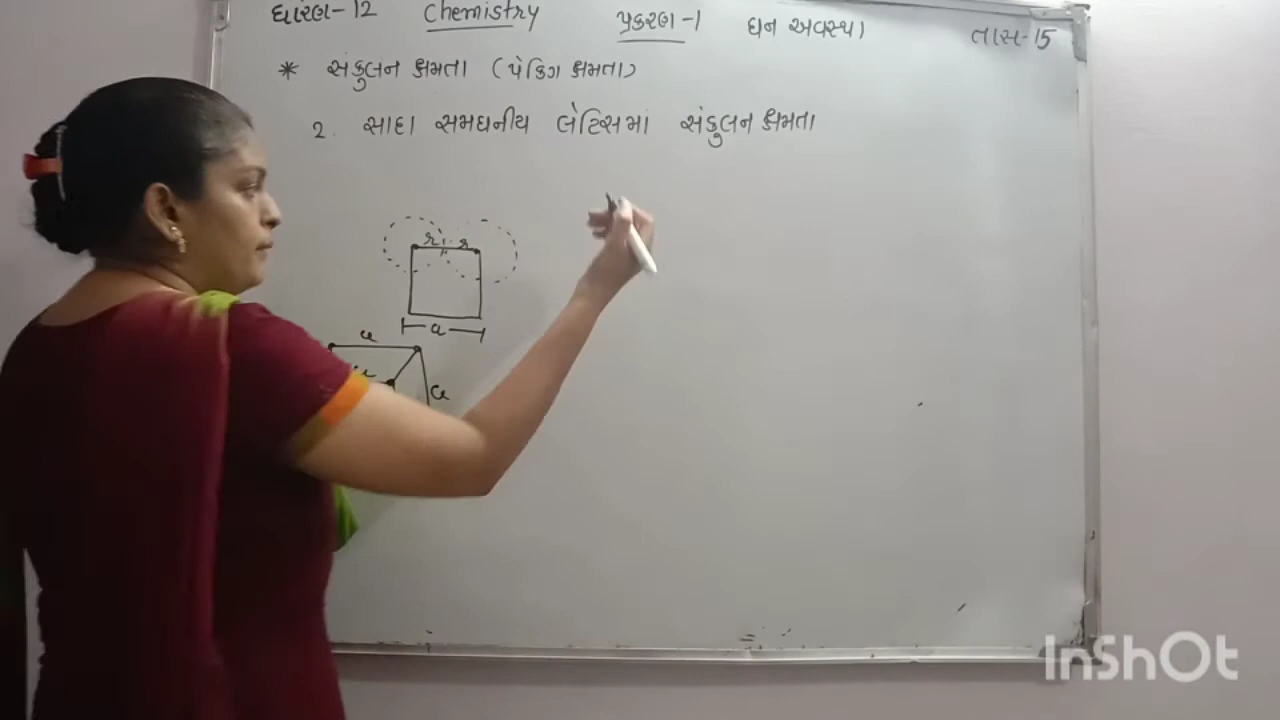 ધોરણ-12 Chemistry પ્રકરણ-1 ઘન અવસ્થા તાસ-15
* સંકુલન ક્ષમતા (પેકિંગ ક્ષમતા)
2. સાદા સમઘનીય લેટિસમાં સંકુલન ક્ષમતા
r r
a
a
a
InShOt